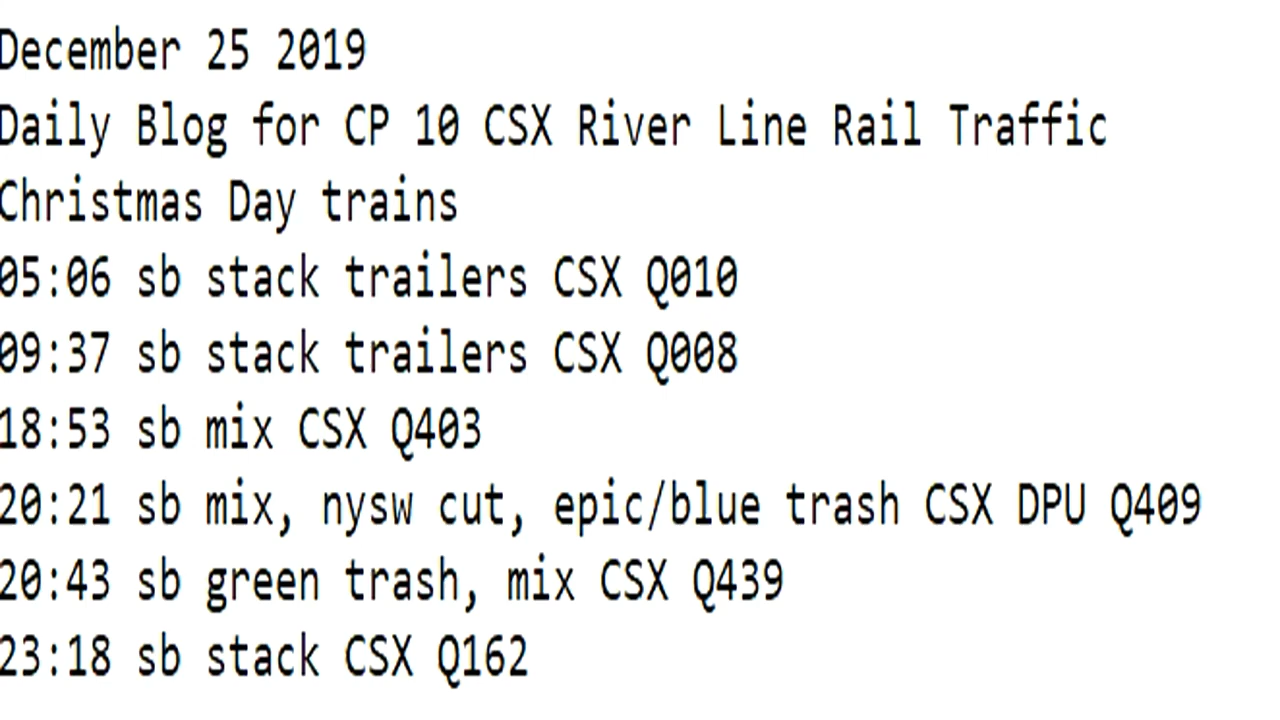 December 25 2019
Daily Blog for CP 10 CSX River Line Rail Traffic
Christmas Day trains
05:06 sb stack trailers CSX Q010
09:37 sb stack trailers CSX Q008
18:53 sb mix CSX Q403
20:21 sb mix, nysw cut, epic/blue trash CSX DPU Q409
20:43 sb green trash, mix CSX Q439
23:18 sb stack CSX Q162